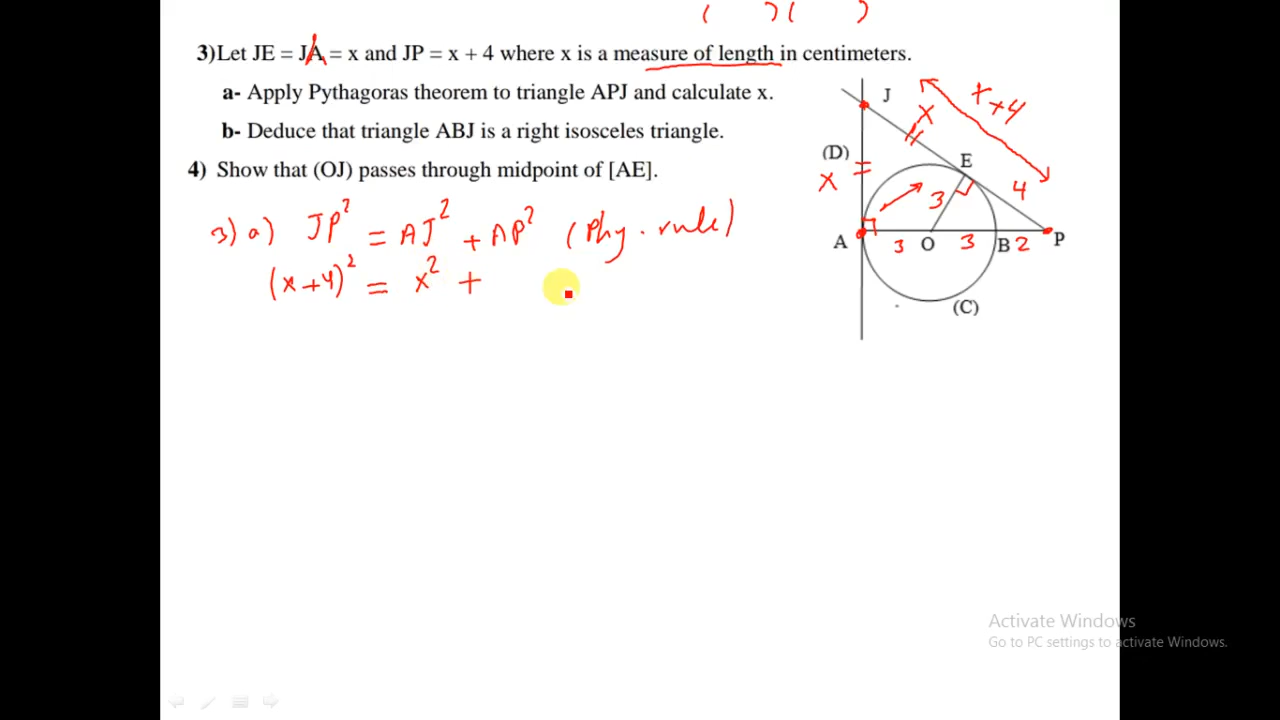 3)Let JE = JA = x and JP = x + 4 where x is a measure of length in centimeters.
a- Apply Pythagoras theorem to triangle APJ and calculate x.
b- Deduce that triangle ABJ is a right isosceles triangle.
4) Show that (OJ) passes through midpoint of [AE].
3) a) JP² = AJ² + AP² (Phy. rule)
(x+4)² = x² +
J
x+4
x
(D)
E
x
3
4
A
3
O
3
B
2
P
(C)
Activate Windows
Go to PC settings to activate Windows.